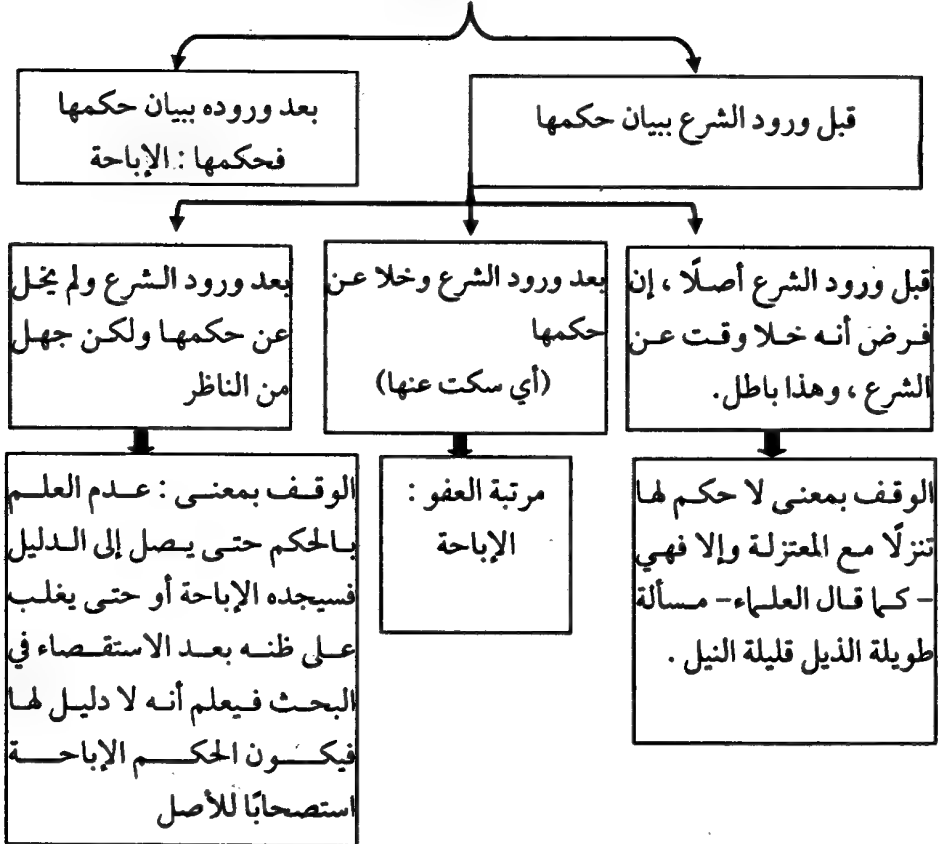 قبل ورود الشرع ببيان حكمها
بعد وروده ببيان حكمها
فحكمها : الإباحة
قبل ورود الشرع أصلًا ، إن
فرض أنه خلا وقت عن
الشرع ، وهذا باطل.
بعد ورود الشرع وخلا عن
حكمها
(أي سكت عنها)
بعد ورود الشرع ولم يخل
عن حكمها ولكن جهل
من الناظر
الوقف بمعنى لا حكم لها
تنزلًا مع المعتزلة وإلا فهي
- كما قال العلماء- مسألة
طويلة الذيل قليلة النيل .
مرتبة العفو :
الإباحة
الوقف بمعنى : عدم العلم
بالحكم حتى يصل إلى الدليل
فسيجده الإباحة أو حتى يغلب
على ظنه بعد الاستقصاء في
البحث فيعلم أنه لا دليل لها
فيكون الحكم الإباحة
استصحابًا للأصل